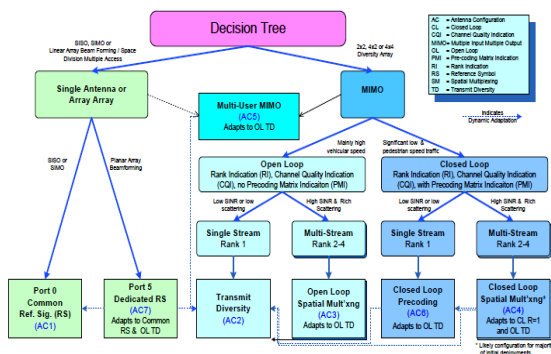 Decision Tree
AC = Antenna Configuration
CL = Closed Loop
CQI = Channel Quality Indication
MIMO = Multiple Input Multiple Output
OL = Open Loop
PMI = Pre-coding Matrix Indication
RI = Rank Indication
RS = Reference Symbol
SM = Spatial Multiplexing
TD = Transmit Diversity
Indicates
Dynamic Adaptation
SISO, SIMO or
Linear Array Beam Forming / Space
Division Multiple Access
2x2, 4x2 or 4x4
Diversity Array
Single Antenna or
Array Array
Multi-User MIMO
(AC5)
Adapts to OL TD
MIMO
Mainly high
vehicular speed
Significant low &
pedestrian speed traffic
SISO or
SIMO
Planar Array
Beamforming
Open Loop
Rank Indication (RI), Channel Quality Indication
(CQI), no Precoding Matrix Indicaiton (PMI)
Closed Loop
Rank Indication (RI), Channel Quality Indication
(CQI), with Precoding Matrix Indicaiton (PMI)
Low SINR or low
scattering
High SINR & Rich
Scattering
Low SINR or low
scattering
High SINR & Rich
Scattering
Single Stream
Rank 1
Multi-Stream
Rank 2-4
Single Stream
Rank 1
Multi-Stream
Rank 2-4
Port 0
Common
Ref. Sig. (RS)
(AC1)
Port 5
Dedicated RS
(AC7)
Adapts to Common
RS & OL TD
Transmit
Diversity
(AC2)
Open Loop
Spatial Mult'xng
(AC3)
Adapts to OL TD
Closed Loop
Precoding
(AC6)
Adapts to OL TD
Closed Loop
Spatial Mult'xng*
(AC4)
Adapts to CL R=1
and OL TD
* Likely configuration for majort
of initial deployments